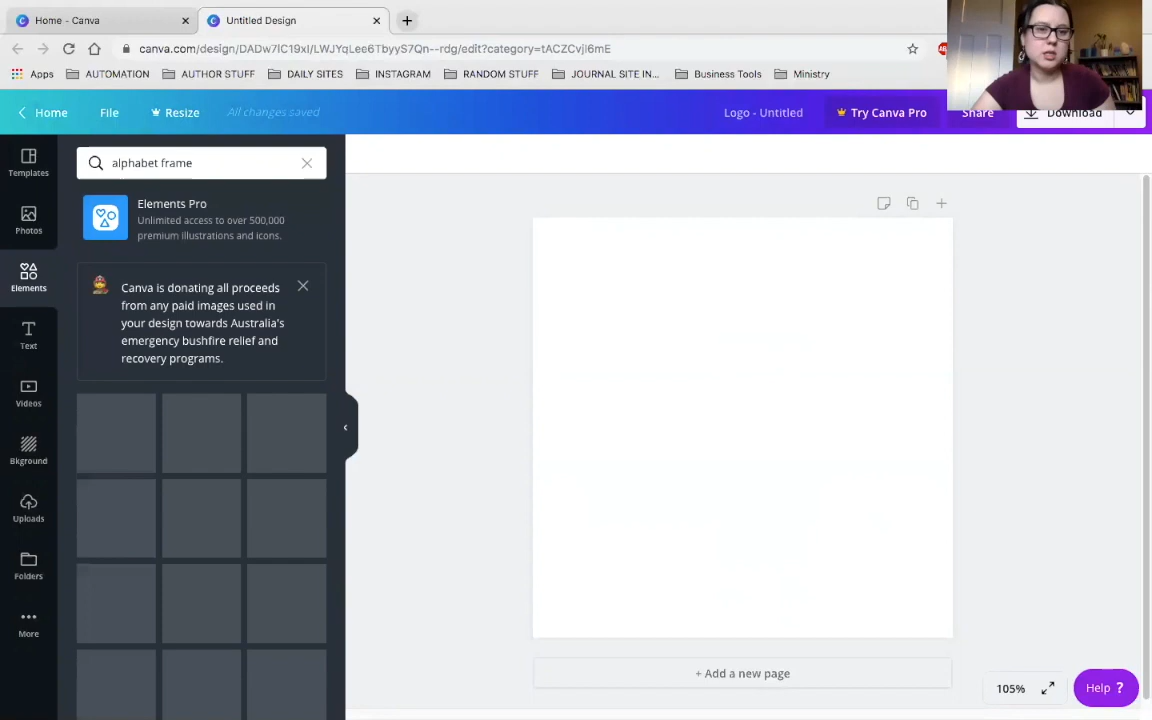 Home - Canva
Untitled Design
canva.com/design/DADw7IC19xI/LWJYqLee6TbyyS7Qn--rdg/edit?category=tACZCvjI6mE
Apps AUTOMATION AUTHOR STUFF DAILY SITES INSTAGRAM RANDOM STUFF JOURNAL SITE IN... Business Tools Ministry
Home File Resize All changes saved Logo - Untitled Try Canva Pro Share Download
Templates
Photos
Elements
Text
Videos
Bkground
Uploads
Folders
More
alphabet frame
Elements Pro
Unlimited access to over 500,000
premium illustrations and icons.
Canva is donating all proceeds
from any paid images used in
your design towards Australia's
emergency bushfire relief and
recovery programs.
+ Add a new page
105%
Help ?